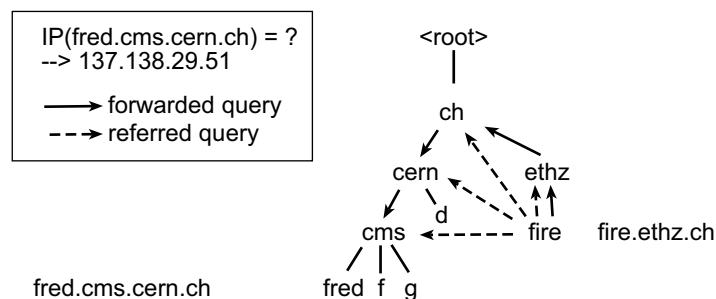 IP(fred.cms.cern.ch) = ?
--> 137.138.29.51
forwarded query
referred query
<root>
ch
cern
ethz
d
cms
fire
fire.ethz.ch
fred.cms.cern.ch
fred f g